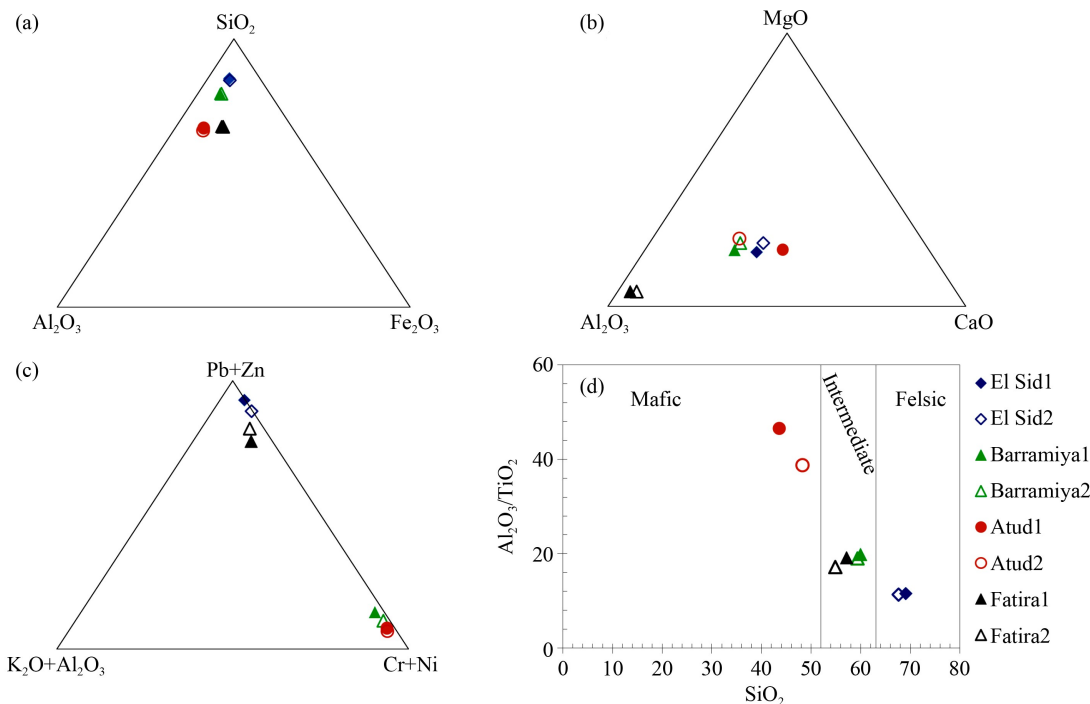 (a)
SiO₂
Al₂O₃
Fe₂O₃
(b)
MgO
Al₂O₃
CaO
(c)
Pb+Zn
K₂O+Al₂O₃
Cr+Ni
(d)
Mafic
Intermediate
Felsic
Al₂O₃/TiO₂
60
40
20
0
0 10 20 30 40 50 60 70 80
SiO₂
El Sid1
El Sid2
Barramiya1
Barramiya2
Atud1
Atud2
Fatira1
Fatira2